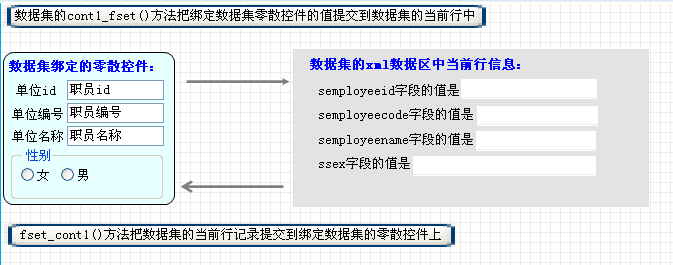 数据集的cont1_fset()方法把绑定数据集零散控件的值提交到数据集的当前行中
数据集绑定的零散控件：
单位id 职员id
单位编号 职员编号
单位名称 职员名称
性别
女 男
数据集的xml数据区中当前行信息：
semployeeid字段的值是
semployeecode字段的值是
semployeename字段的值是
ssex字段的值是
fset_cont1()方法把数据集的当前行记录提交到绑定数据集的零散控件上